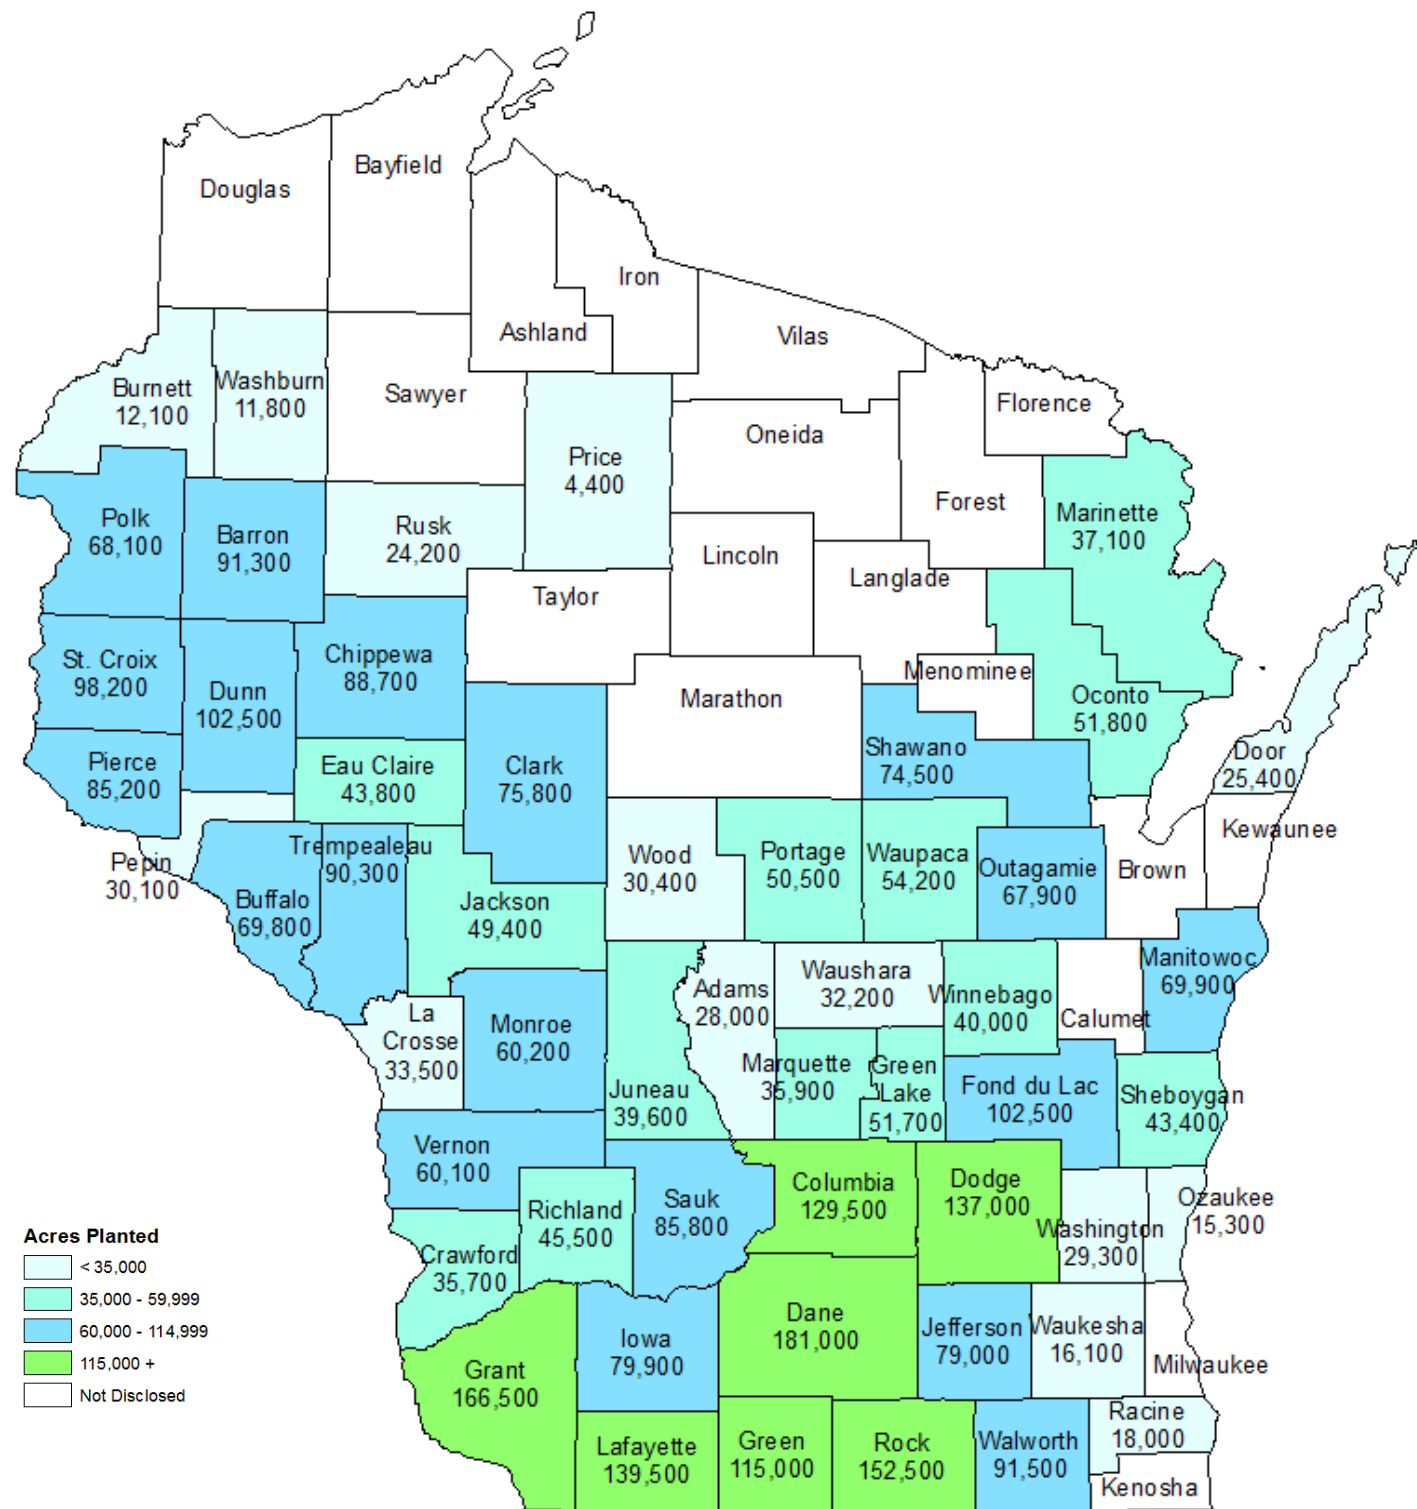 Bayfield
Douglas
Iron
Ashland
Vilas
Burnett
12,100
Washburn
11,800
Sawyer
Florence
Oneida
Price
4,400
Forest
Marinette
37,100
Polk
68,100
Barron
91,300
Rusk
24,200
Lincoln
Langlade
Taylor
St. Croix
98,200
Dunn
102,500
Chippewa
88,700
Menominee
Marathon
Oconto
51,800
Shawano
74,500
Door
25,400
Pierce
85,200
Eau Claire
43,800
Clark
75,800
Kewaunee
Pepin
30,100
Trempealeau
90,300
Wood
30,400
Portage
50,500
Waupaca
54,200
Outagamie
67,900
Brown
Buffalo
69,800
Jackson
49,400
Manitowoc
69,900
Adams
28,000
Waushara
32,200
Winnebago
40,000
Calumet
La
Crosse
33,500
Monroe
60,200
Juneau
39,600
Marquette
35,900
Green
Lake
51,700
Fond du Lac
102,500
Sheboygan
43,400
Vernon
60,100
Richland
45,500
Sauk
85,800
Columbia
129,500
Dodge
137,000
Washington
29,300
Ozaukee
15,300
Crawford
35,700
Acres Planted
< 35,000
35,000 - 59,999
60,000 - 114,999
115,000 +
Not Disclosed
Grant
166,500
Iowa
79,900
Dane
181,000
Jefferson
79,000
Waukesha
16,100
Milwaukee
Lafayette
139,500
Green
115,000
Rock
152,500
Walworth
91,500
Racine
18,000
Kenosha